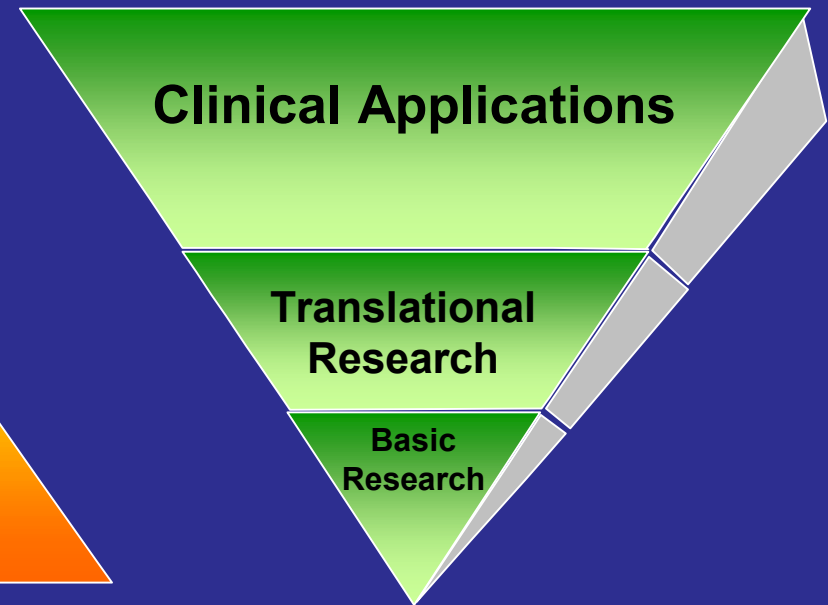 Clinical Applications
Translational
Research
Basic
Research